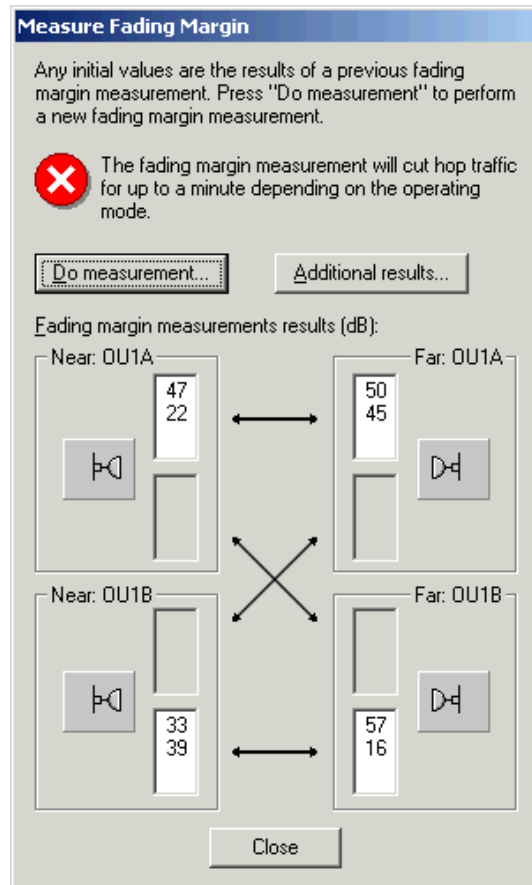 Measure Fading Margin
Any initial values are the results of a previous fading
margin measurement. Press "Do measurement" to perform
a new fading margin measurement.
The fading margin measurement will cut hop traffic
for up to a minute depending on the operating
mode.
Do measurement... Additional results...
Fading margin measurements results (dB):
Near: OU1A Far: OU1A
47 50
22 45
Near: OU1B Far: OU1B
33 57
39 16
Close